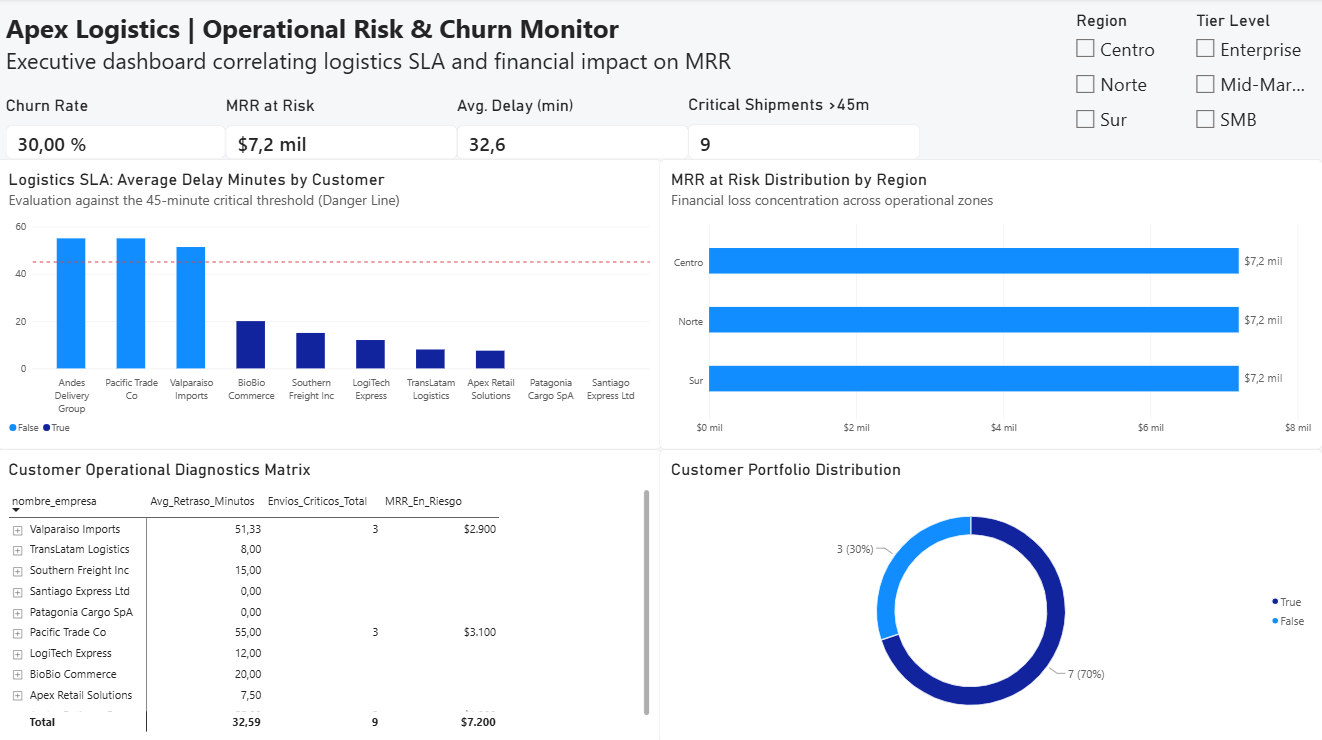 Apex Logistics | Operational Risk & Churn Monitor
Executive dashboard correlating logistics SLA and financial impact on MRR
Region
Centro
Norte
Sur
Tier Level
Enterprise
Mid-Mar...
SMB
Churn Rate
30,00 %
MRR at Risk
$7,2 mil
Avg. Delay (min)
32,6
Critical Shipments >45m
9
Logistics SLA: Average Delay Minutes by Customer
Evaluation against the 45-minute critical threshold (Danger Line)
60
40
20
0
Andes
Delivery
Group
Pacific Trade
Co
Valparaiso
Imports
BioBio
Commerce
Southern
Freight Inc
LogiTech
Express
TransLatam
Logistics
Apex Retail
Solutions
Patagonia
Cargo SpA
Santiago
Express Ltd
False True
MRR at Risk Distribution by Region
Financial loss concentration across operational zones
Centro $7,2 mil
Norte $7,2 mil
Sur $7,2 mil
$0 mil $2 mil $4 mil $6 mil $8 mil
Customer Operational Diagnostics Matrix
nombre_empresa Avg_Retraso_Minutos Envios_Criticos_Total MRR_En_Riesgo
Valparaiso Imports 51,33 3 $2.900
TransLatam Logistics 8,00
Southern Freight Inc 15,00
Santiago Express Ltd 0,00
Patagonia Cargo SpA 0,00
Pacific Trade Co 55,00 3 $3.100
LogiTech Express 12,00
BioBio Commerce 20,00
Apex Retail Solutions 7,50
Total 32,59 9 $7.200
Customer Portfolio Distribution
3 (30%)
7 (70%)
True
False